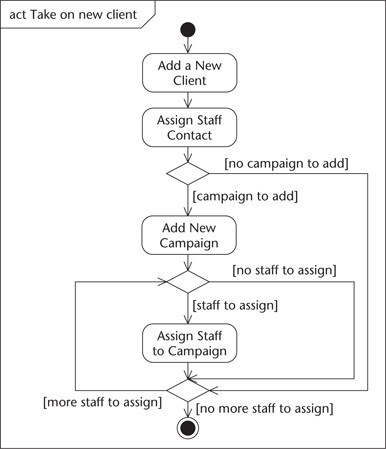 act Take on new client
Add a New
Client
Assign Staff
Contact
[no campaign to add]
[campaign to add]
Add New
Campaign
[no staff to assign]
[staff to assign]
Assign Staff
to Campaign
[more staff to assign]
[no more staff to assign]